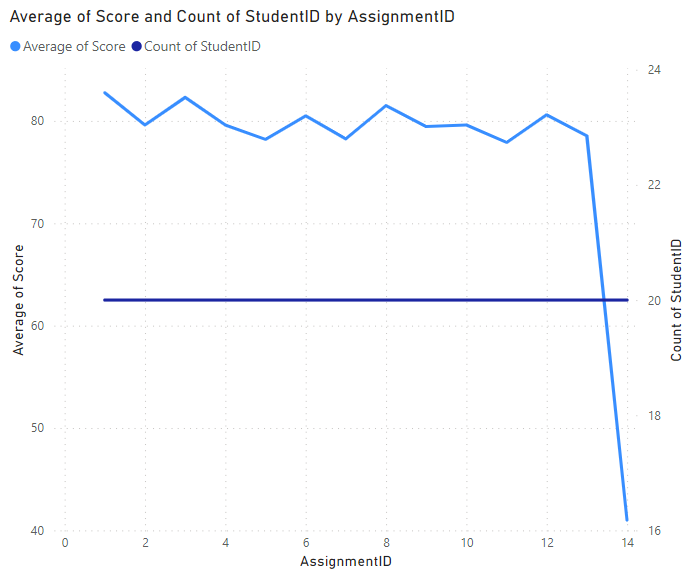 Average of Score and Count of StudentID by AssignmentID
Average of Score Count of StudentID
24
80
22
70
Average of Score
Count of StudentID
20
60
18
50
40
16
0 2 4 6 8 10 12 14
AssignmentID